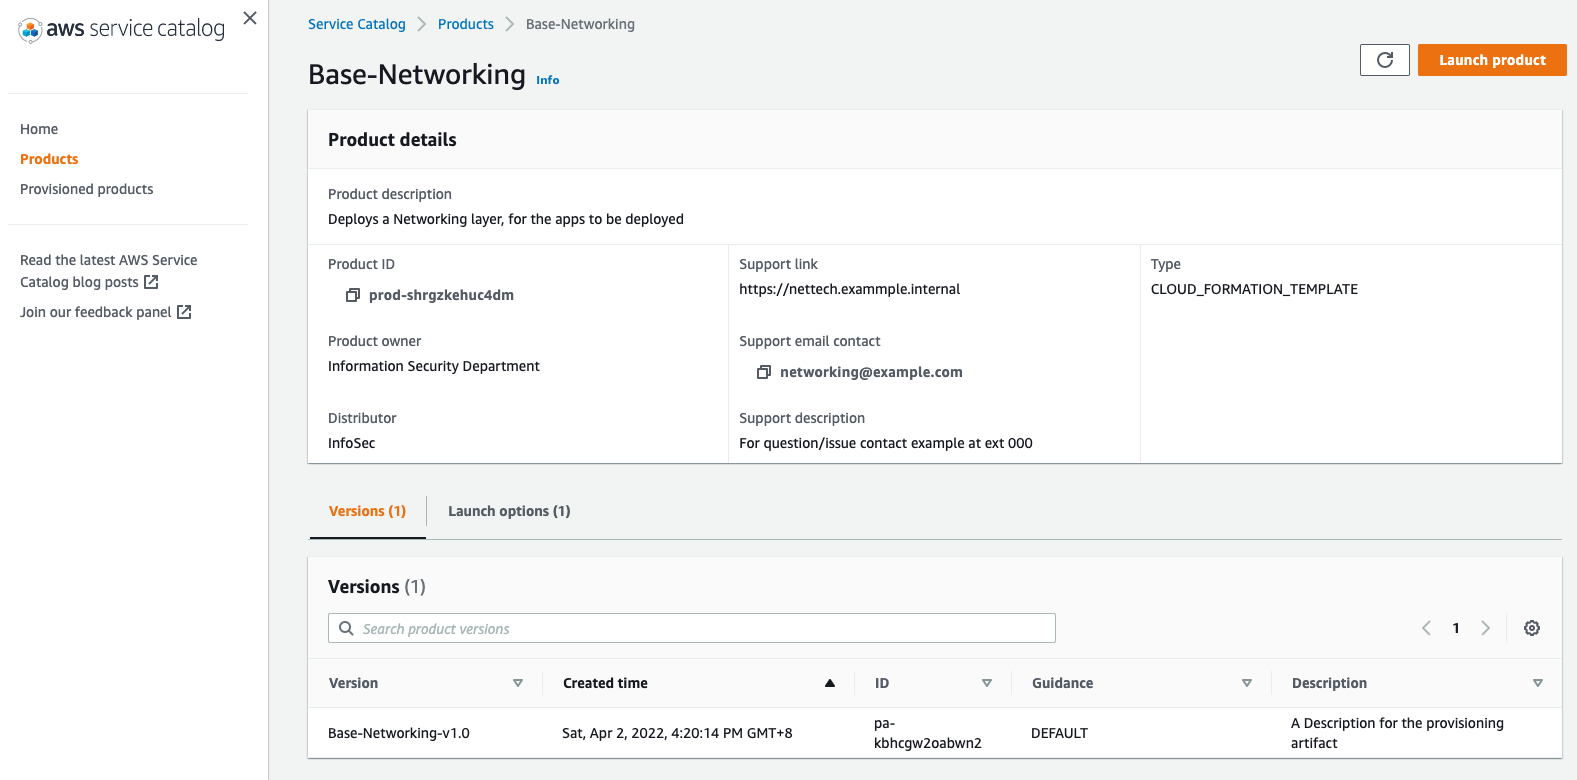 aws service catalog
Home
Products
Provisioned products
Read the latest AWS Service
Catalog blog posts
Join our feedback panel
Service Catalog > Products > Base-Networking
Base-Networking Info
Launch product
Product details
Product description
Deploys a Networking layer, for the apps to be deployed
Product ID
prod-shrgzkehuc4dm
Product owner
Information Security Department
Distributor
InfoSec
Support link
https://nettech.exammple.internal
Support email contact
networking@example.com
Support description
For question/issue contact example at ext 000
Type
CLOUD_FORMATION_TEMPLATE
Versions (1)
Launch options (1)
Versions (1)
Search product versions
1
Version Created time ID Guidance Description
Base-Networking-v1.0
Sat, Apr 2, 2022, 4:20:14 PM GMT+8
pa-
kbhcgw2oabwn2
DEFAULT
A Description for the provisioning
artifact